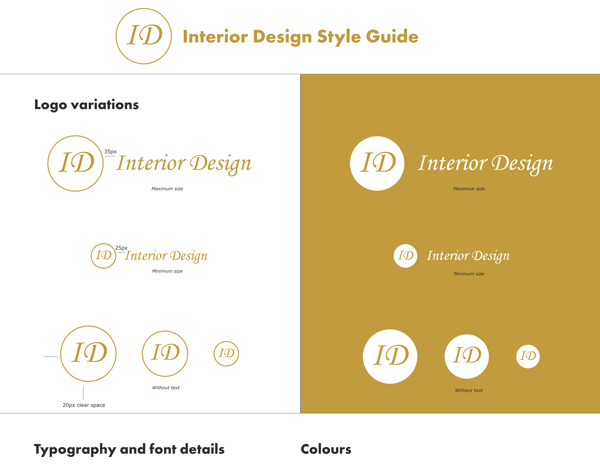 ID Interior Design Style Guide
Logo variations
ID 35px Interior Design
Maximum size
ID Interior Design
Maximum size
ID 25px Interior Design
Minimum size
ID Interior Design
Minimum size
ID ID ID
Without text
20px clear space
ID ID ID
Without text
Typography and font details
Colours